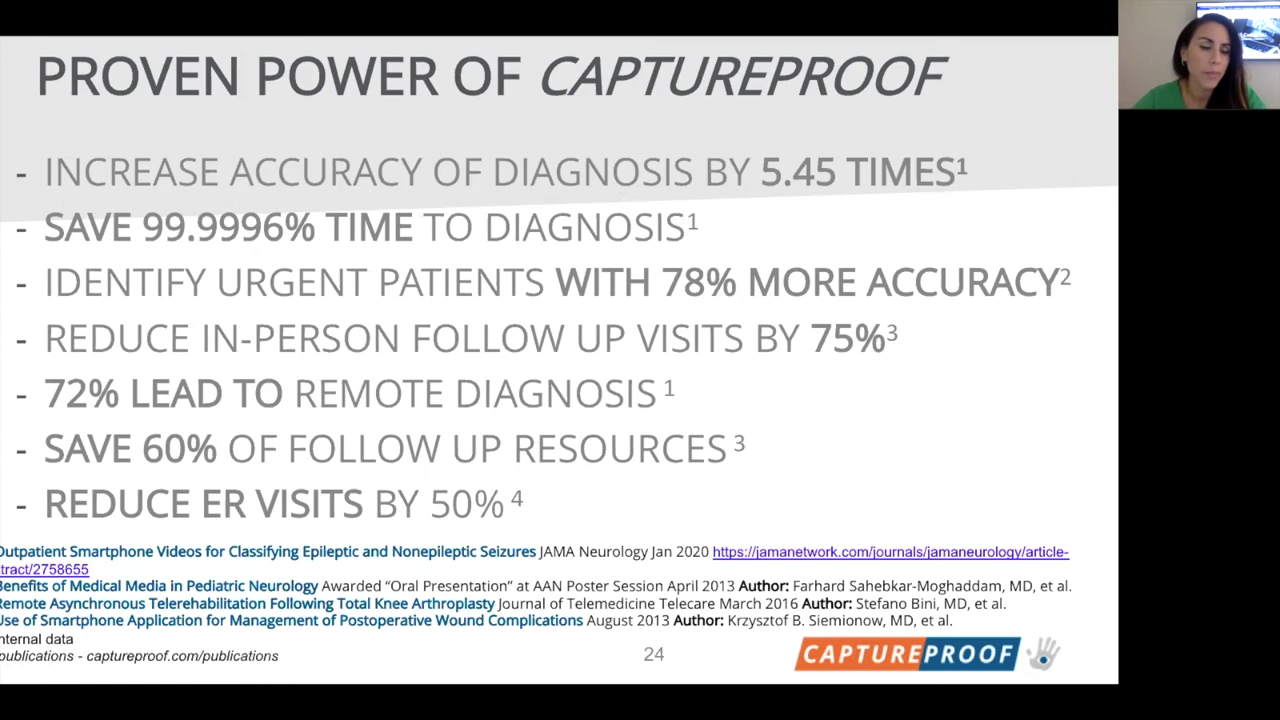 PROVEN POWER OF CAPTUREPROOF
- INCREASE ACCURACY OF DIAGNOSIS BY 5.45 TIMES¹
- SAVE 99.9996% TIME TO DIAGNOSIS¹
- IDENTIFY URGENT PATIENTS WITH 78% MORE ACCURACY²
- REDUCE IN-PERSON FOLLOW UP VISITS BY 75%³
- 72% LEAD TO REMOTE DIAGNOSIS ¹
- SAVE 60% OF FOLLOW UP RESOURCES ³
- REDUCE ER VISITS BY 50% ⁴
Outpatient Smartphone Videos for Classifying Epileptic and Nonepileptic Seizures JAMA Neurology Jan 2020 https://jamanetwork.com/journals/jamaneurology/article-
tract/2758655
Benefits of Medical Media in Pediatric Neurology Awarded “Oral Presentation” at AAN Poster Session April 2013 Author: Farhard Sahebkar-Moghaddam, MD, et al.
Remote Asynchronous Telerehabilitation Following Total Knee Arthroplasty Journal of Telemedicine Telecare March 2016 Author: Stefano Bini, MD, et al.
Use of Smartphone Application for Management of Postoperative Wound Complications August 2013 Author: Krzysztof B. Siemionow, MD, et al.
nternal data
publications - captureproof.com/publications
24
CAPTUREPROOF